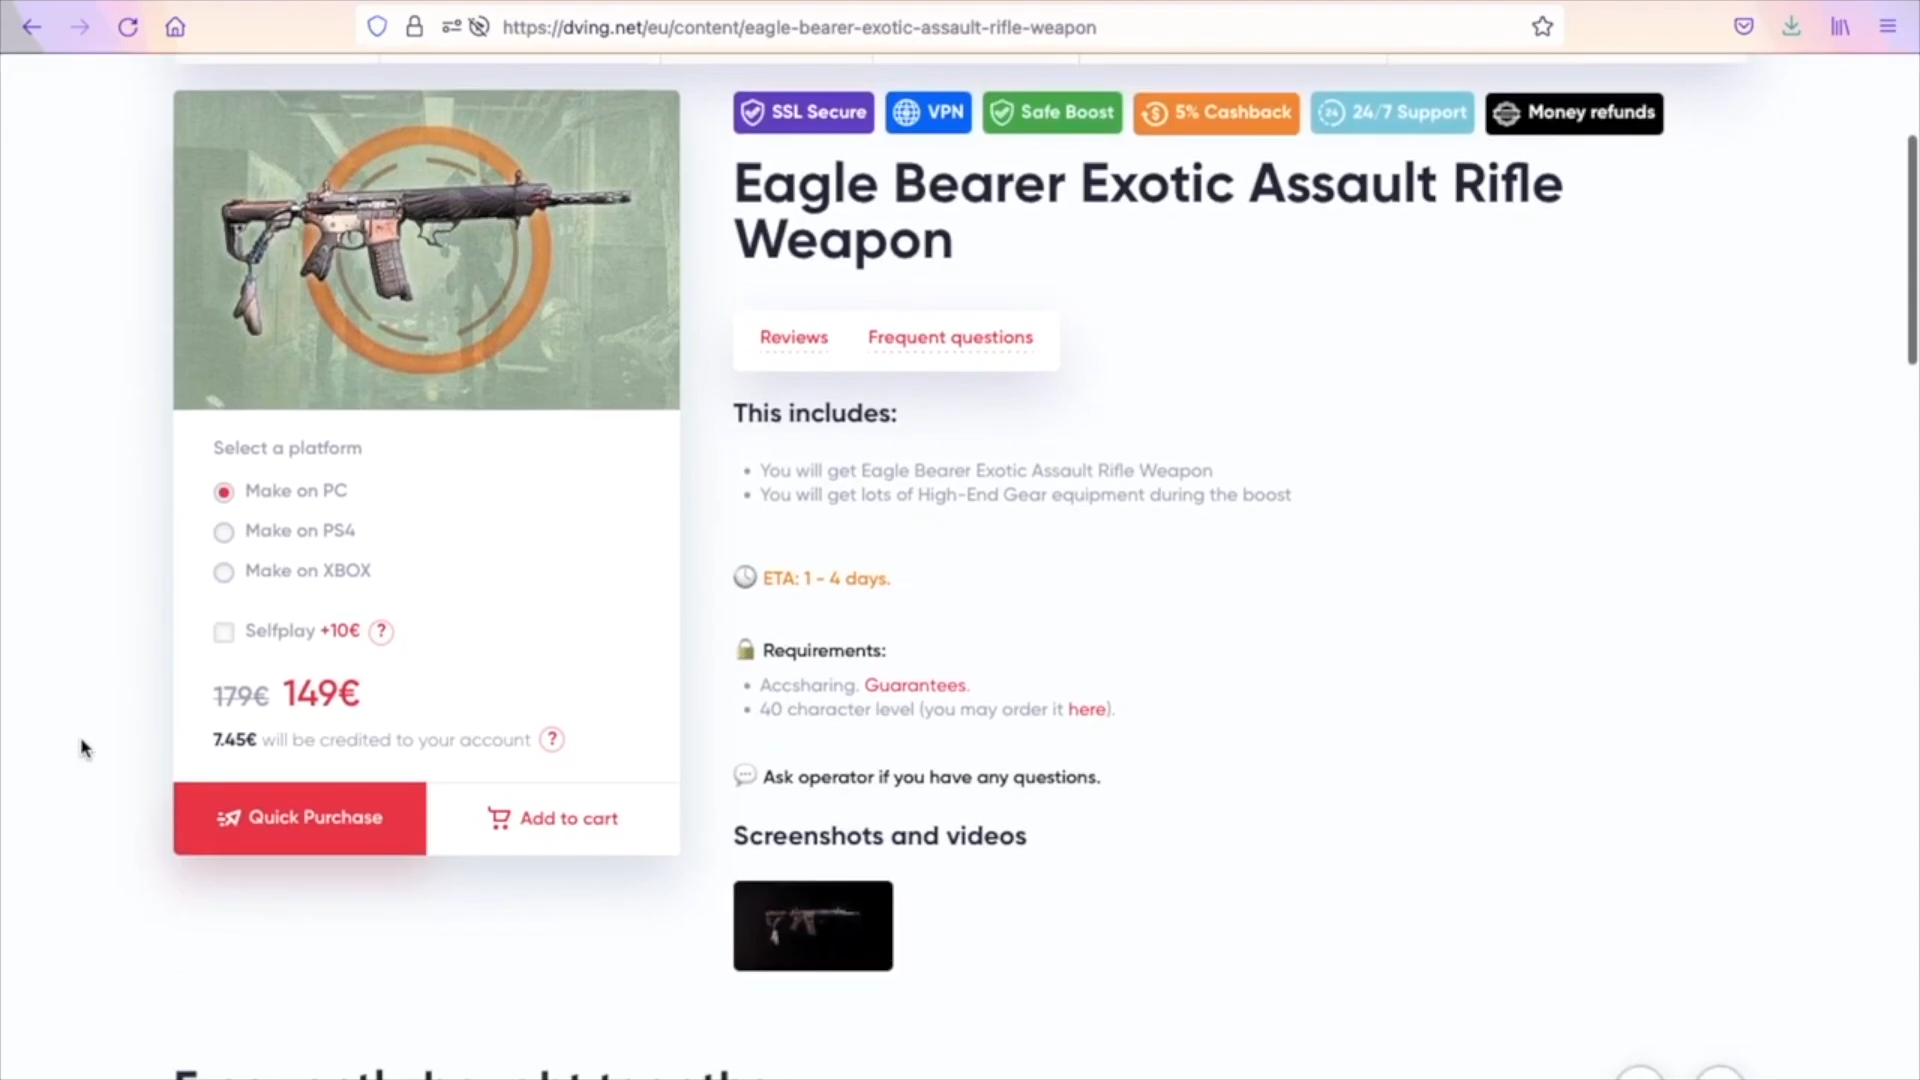 https://dving.net/eu/content/eagle-bearer-exotic-assault-rifle-weapon
SSL Secure
VPN
Safe Boost
5% Cashback
24/7 Support
Money refunds
Eagle Bearer Exotic Assault Rifle
Weapon
Reviews
Frequent questions
This includes:
• You will get Eagle Bearer Exotic Assault Rifle Weapon
• You will get lots of High-End Gear equipment during the boost
ETA: 1 - 4 days.
Requirements:
• Accsharing. Guarantees.
• 40 character level (you may order it here).
Ask operator if you have any questions.
Screenshots and videos
Select a platform
Make on PC
Make on PS4
Make on XBOX
Selfplay +10€ ?
179€ 149€
7.45€ will be credited to your account ?
Quick Purchase
Add to cart